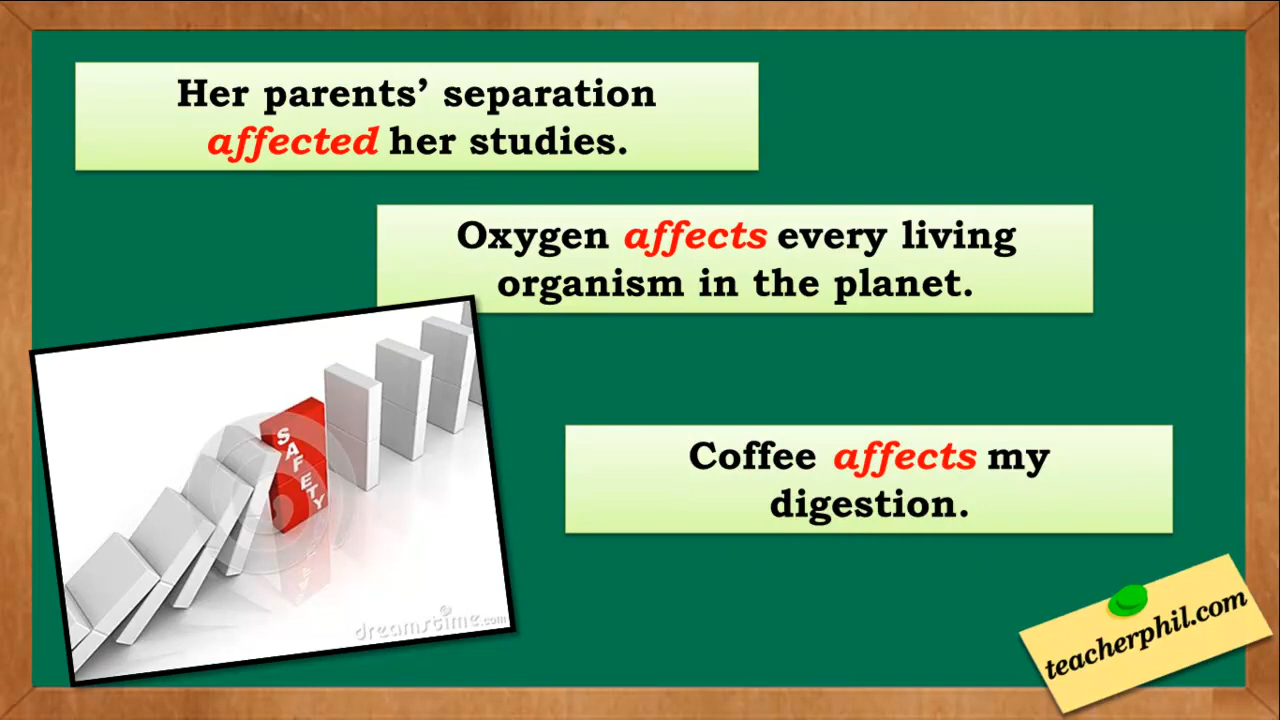 Her parents’ separation
affected her studies.
Oxygen affects every living
organism in the planet.
SAFETY
Coffee affects my
digestion.
dreamstime.com
teacherphil.com